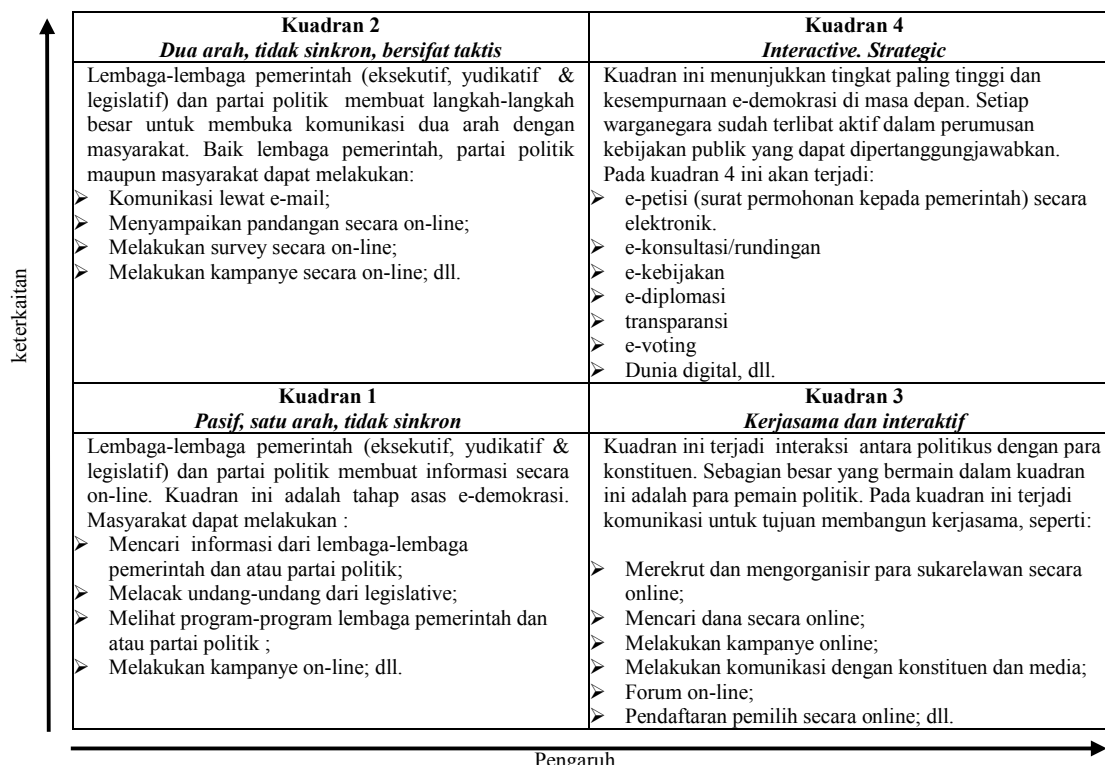 Kuadran 2
Dua arah, tidak sinkron, bersifat taktis
Lembaga-lembaga pemerintah (eksekutif, yudikatif &
legislatif) dan partai politik membuat langkah-langkah
besar untuk membuka komunikasi dua arah dengan
masyarakat. Baik lembaga pemerintah, partai politik
maupun masyarakat dapat melakukan:
➢ Komunikasi lewat e-mail;
➢ Menyampaikan pandangan secara on-line;
➢ Melakukan survey secara on-line;
➢ Melakukan kampanye secara on-line; dll.
Kuadran 4
Interactive. Strategic
Kuadran ini menunjukkan tingkat paling tinggi dan
kesempurnaan e-demokrasi di masa depan. Setiap
warganegara sudah terlibat aktif dalam perumusan
kebijakan publik yang dapat dipertanggungjawabkan.
Pada kuadran 4 ini akan terjadi:
➢ e-petisi (surat permohonan kepada pemerintah) secara
elektronik.
➢ e-konsultasi/rundingan
➢ e-kebijakan
➢ e-diplomasi
➢ transparansi
➢ e-voting
➢ Dunia digital, dll.
keterkaitan
Kuadran 1
Pasif, satu arah, tidak sinkron
Lembaga-lembaga pemerintah (eksekutif, yudikatif &
legislatif) dan partai politik membuat informasi secara
on-line. Kuadran ini adalah tahap asas e-demokrasi.
Masyarakat dapat melakukan :
➢ Mencari informasi dari lembaga-lembaga
pemerintah dan atau partai politik;
➢ Melacak undang-undang dari legislative;
➢ Melihat program-program lembaga pemerintah dan
atau partai politik ;
➢ Melakukan kampanye on-line; dll.
Kuadran 3
Kerjasama dan interaktif
Kuadran ini terjadi interaksi antara politikus dengan para
konstituen. Sebagian besar yang bermain dalam kuadran
ini adalah para pemain politik. Pada kuadran ini terjadi
komunikasi untuk tujuan membangun kerjasama, seperti:
➢ Merekrut dan mengorganisir para sukarelawan secara
online;
➢ Mencari dana secara online;
➢ Melakukan kampanye online;
➢ Melakukan komunikasi dengan konstituen dan media;
➢ Forum on-line;
➢ Pendaftaran pemilih secara online; dll.
Pengaruh